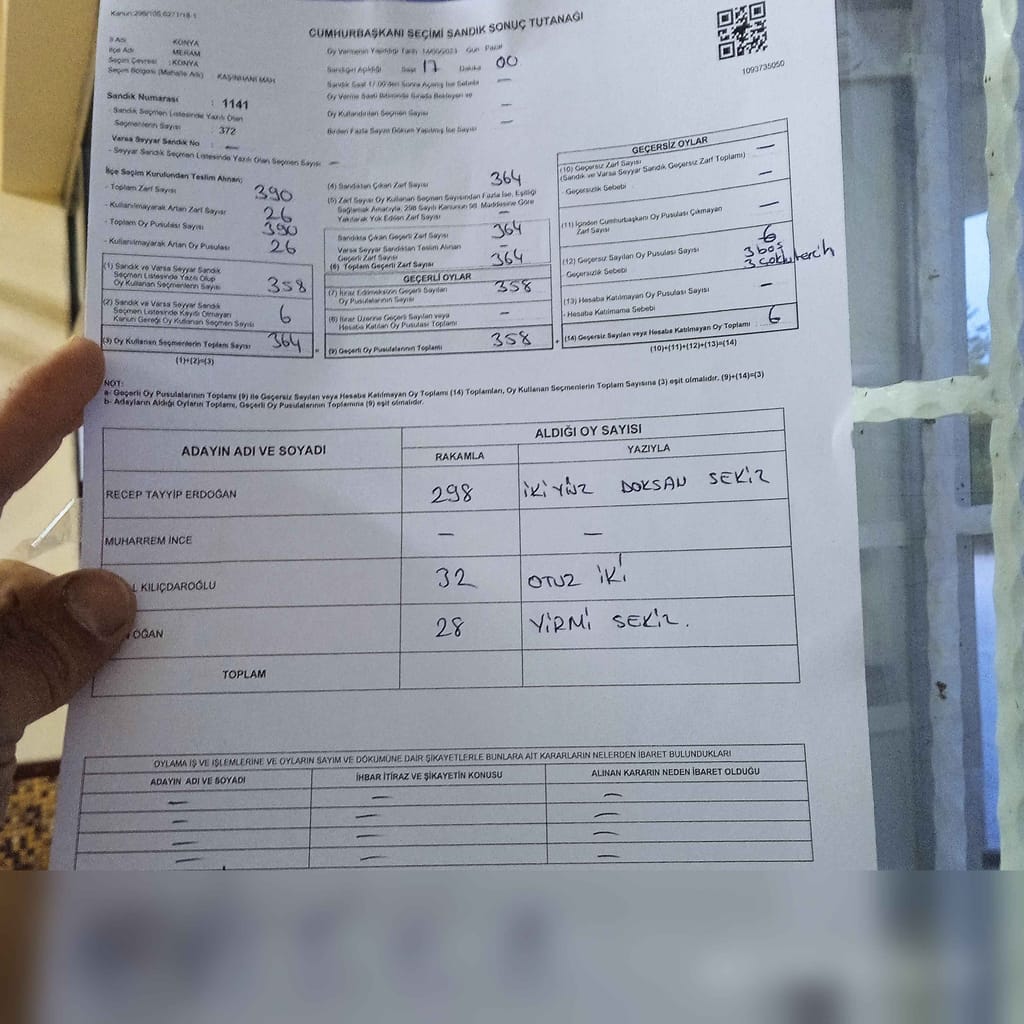 Kanun:298/105,6271/18-1
CUMHURBAŞKANI SEÇİMİ SANDIK SONUÇ TUTANAĞI
1093735050
İl Adı KONYA
İlçe Adı MERAM
Seçim Çevresi : KONYA
Seçim Bölgesi (Mahalle Adı) : KAŞINHANI MAH
Oy Vermenin Yapıldığı Tarih 14/05/2023 Gün Pazar
Sandığın Açıldığı Saat 17 Dakika 00
Sandık Saat 17.00'den Sonra Açılmış İse Sebebi —
Oy Verme Saati Bitiminde Sırada Bekleyen ve
Oy Kullandırılan Seçmen Sayısı —
Birden Fazla Sayım Döküm Yapılmış İse Sayısı —
Sandık Numarası : 1141
- Sandık Seçmen Listesinde Yazılı Olan
Seçmenlerin Sayısı : 372
Varsa Seyyar Sandık No : —
- Seyyar Sandık Seçmen Listesinde Yazılı Olan Seçmen Sayısı —
İlçe Seçim Kurulundan Teslim Alınan;
- Toplam Zarf Sayısı 390
- Kullanılmayarak Artan Zarf Sayısı 26
- Toplam Oy Pusulası Sayısı 390
- Kullanılmayarak Artan Oy Pusulası 26
(1) Sandık ve Varsa Seyyar Sandık
Seçmen Listesinde Yazılı Olup
Oy Kullanan Seçmenlerin Sayısı 358
(2) Sandık ve Varsa Seyyar Sandık
Seçmen Listesinde Kayıtlı Olmayan
Kanun Gereği Oy Kullanan Seçmen Sayısı 6
(3) Oy Kullanan Seçmenlerin Toplam Sayısı 364
(1)+(2)=(3)
(4) Sandıktan Çıkan Zarf Sayısı 364
(5) Zarf Sayısı Oy Kullanan Seçmen Sayısından Fazla İse, Eşitliği
Sağlamak Amacıyla, 298 Sayılı Kanunun 98. Maddesine Göre
Yakılarak Yok Edilen Zarf Sayısı —
Sandıkta Çıkan Geçerli Zarf Sayısı 364
Varsa Seyyar Sandıktan Teslim Alınan
Geçerli Zarf Sayısı —
(6) Toplam Geçerli Zarf Sayısı 364
GEÇERLİ OYLAR
(7) İtiraz Edilmeksizin Geçerli Sayılan
Oy Pusulalarının Sayısı 358
(8) İtiraz Üzerine Geçerli Sayılan veya
Hesaba Katılan Oy Pusulası Toplamı —
= (9) Geçerli Oy Pusulalarının Toplamı 358
GEÇERSİZ OYLAR
(10) Geçersiz Zarf Sayısı —
(Sandık ve Varsa Seyyar Sandık Geçersiz Zarf Toplamı)
- Geçersizlik Sebebi —
(11) İçinden Cumhurbaşkanı Oy Pusulası Çıkmayan
Zarf Sayısı —
(12) Geçersiz Sayılan Oy Pusulası Sayısı 6
- Geçersizlik Sebebi 3 boş
3 çoklu tercih
(13) Hesaba Katılmayan Oy Pusulası Sayısı —
- Hesaba Katılmama Sebebi
+ (14) Geçersiz Sayılan veya Hesaba Katılmayan Oy Toplamı 6
(10)+(11)+(12)+(13)=(14)
NOT:
a- Geçerli Oy Pusulalarının Toplamı (9) ile Geçersiz Sayılan veya Hesaba Katılmayan Oy Toplamı (14) Toplamları, Oy Kullanan Seçmenlerin Toplam Sayısına (3) eşit olmalıdır. (9)+(14)=(3)
b- Adayların Aldığı Oyların Toplamı, Geçerli Oy Pusulalarının Toplamına (9) eşit olmalıdır.
ADAYIN ADI VE SOYADI ALDIĞI OY SAYISI
RAKAMLA YAZIYLA
RECEP TAYYİP ERDOĞAN 298 İKİ YÜZ DOKSAN SEKİZ
MUHARREM İNCE — —
L KILIÇDAROĞLU 32 OTUZ İKİ
OĞAN 28 YİRMİ SEKİZ.
TOPLAM
OYLAMA İŞ VE İŞLEMLERİNE VE OYLARIN SAYIM VE DÖKÜMÜNE DAİR ŞİKAYETLERLE BUNLARA AİT KARARLARIN NELERDEN İBARET BULUNDUKLARI
ADAYIN ADI VE SOYADI İHBAR İTİRAZ VE ŞİKAYETİN KONUSU ALINAN KARARIN NEDEN İBARET OLDUĞU
— — —
— — —
— — —
— — —